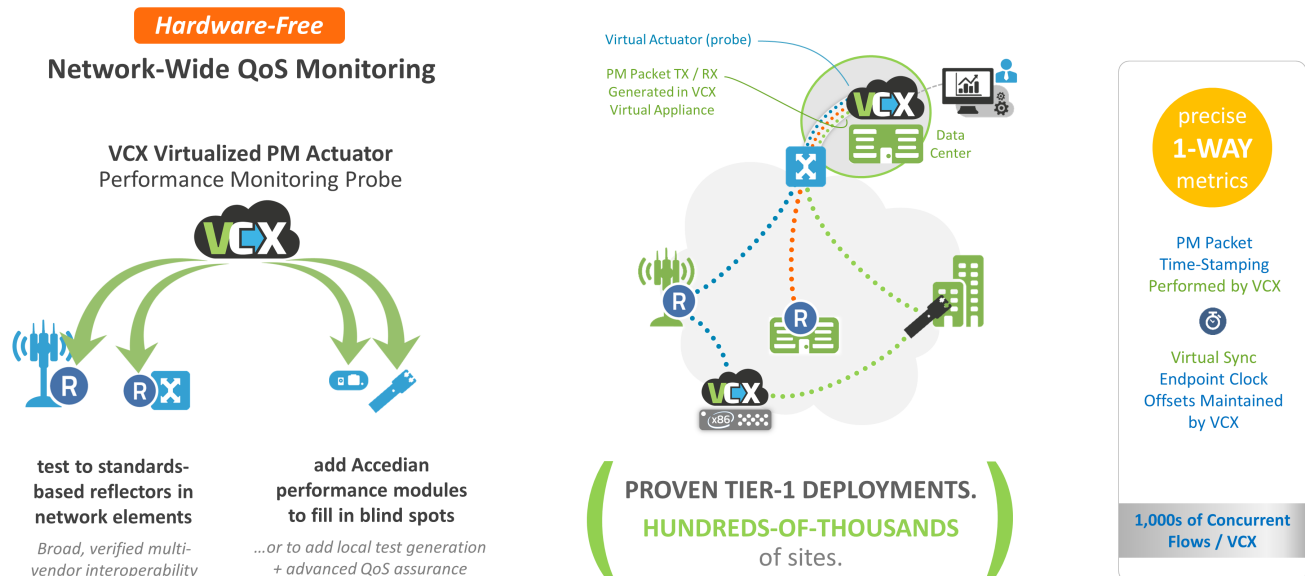 Hardware-Free
Network-Wide QoS Monitoring
VCX Virtualized PM Actuator
Performance Monitoring Probe
VCX
R
R
test to standards-
based reflectors in
network elements
Broad, verified multi-
vendor interoperability
add Accedian
performance modules
to fill in blind spots
...or to add local test generation
+ advanced QoS assurance
Virtual Actuator (probe)
PM Packet TX / RX
Generated in VCX
Virtual Appliance
VCX
Data
Center
R
R
VCX
x86
PROVEN TIER-1 DEPLOYMENTS.
HUNDREDS-OF-THOUSANDS
of sites.
precise
1-WAY
metrics
PM Packet
Time-Stamping
Performed by VCX
Virtual Sync
Endpoint Clock
Offsets Maintained
by VCX
1,000s of Concurrent
Flows / VCX